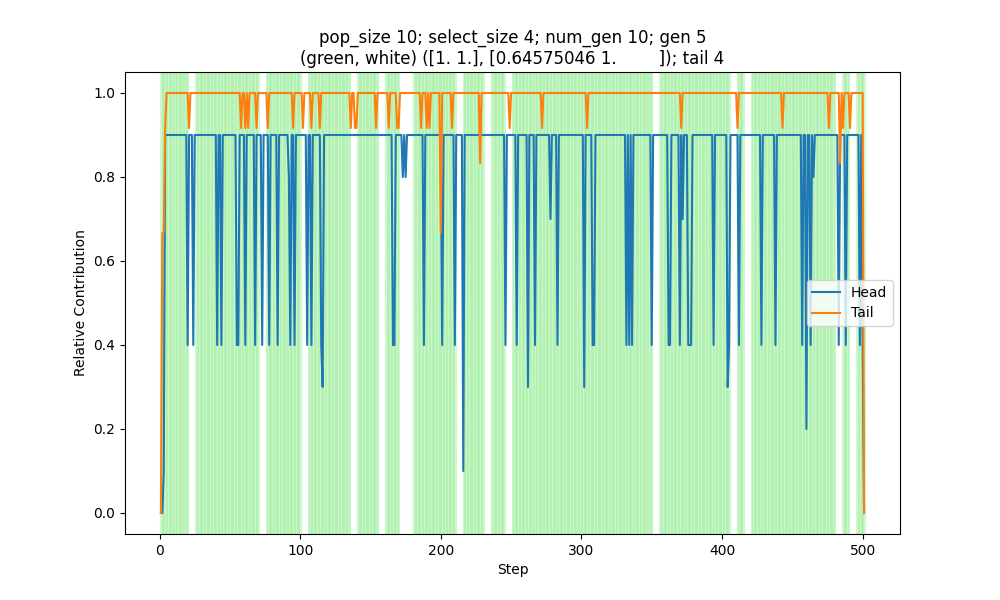 pop_size 10; select_size 4; num_gen 10; gen 5
(green, white) ([1. 1.], [0.64575046 1.        ]); tail 4
Relative Contribution
1.0
0.8
0.6
0.4
0.2
0.0
Head
Tail
0 100 200 300 400 500
Step